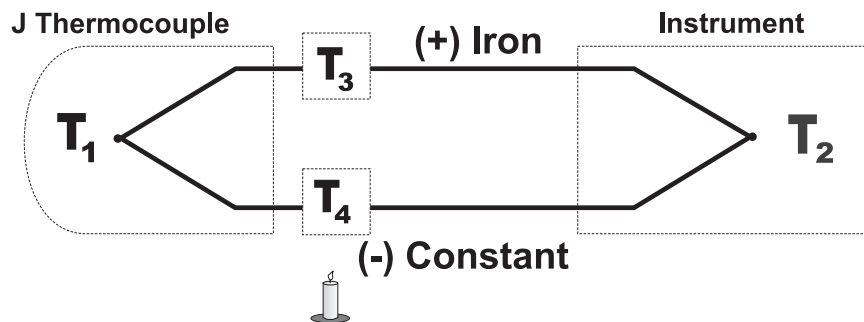 J Thermocouple
(+) Iron
Instrument
T3
T1
T2
T4
(-) Constant